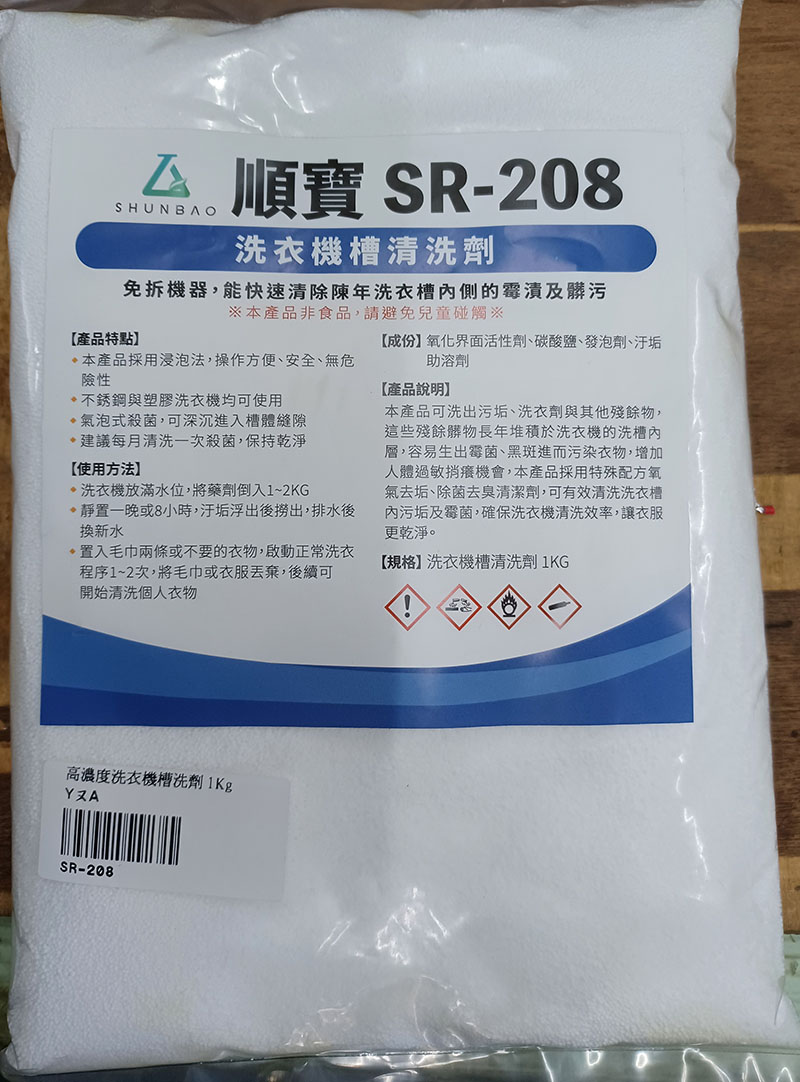 SHUNBAO
順寶 SR-208
洗衣機槽清洗劑
免拆機器，能快速清除陳年洗衣槽內側的霉漬及髒污
※本產品非食品，請避免兒童碰觸※
【產品特點】
本產品採用浸泡法，操作方便、安全、無危
險性
不銹鋼與塑膠洗衣機均可使用
氣泡式殺菌，可深沉進入槽體縫隙
建議每月清洗一次殺菌，保持乾淨
【使用方法】
洗衣機放滿水位，將藥劑倒入1~2KG
靜置一晚或8小時，汙垢浮出後撈出，排水後
換新水
置入毛巾兩條或不要的衣物，啟動正常洗衣
程序1~2次，將毛巾或衣服丟棄，後續可
開始清洗個人衣物
【成份】氧化界面活性劑、碳酸鹽、發泡劑、汙垢
助溶劑
【產品說明】
本產品可洗出污垢、洗衣劑與其他殘餘物，
這些殘餘髒物長年堆積於洗衣機的洗槽內
層，容易生出霉菌、黑斑進而污染衣物，增加
人體過敏搔癢機會，本產品採用特殊配方氧
氣去垢、除菌去臭清潔劑，可有效清洗洗衣槽
內污垢及霉菌，確保洗衣機清洗效率，讓衣服
更乾淨。
【規格】洗衣機槽清洗劑 1KG
高濃度洗衣機槽洗劑 1Kg
YㄡA
SR-208